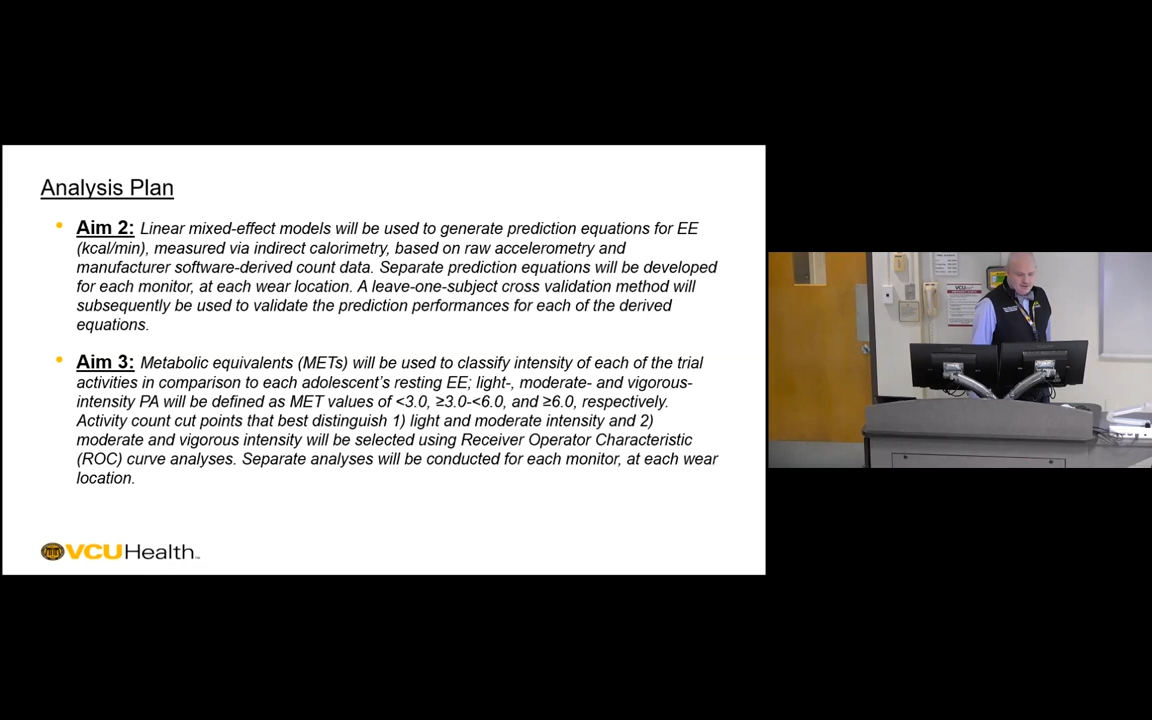 Analysis Plan
• Aim 2: Linear mixed-effect models will be used to generate prediction equations for EE
(kcal/min), measured via indirect calorimetry, based on raw accelerometry and
manufacturer software-derived count data. Separate prediction equations will be developed
for each monitor, at each wear location. A leave-one-subject cross validation method will
subsequently be used to validate the prediction performances for each of the derived
equations.
• Aim 3: Metabolic equivalents (METs) will be used to classify intensity of each of the trial
activities in comparison to each adolescent's resting EE; light-, moderate- and vigorous-
intensity PA will be defined as MET values of <3.0, ≥3.0-<6.0, and ≥6.0, respectively.
Activity count cut points that best distinguish 1) light and moderate intensity and 2)
moderate and vigorous intensity will be selected using Receiver Operator Characteristic
(ROC) curve analyses. Separate analyses will be conducted for each monitor, at each wear
location.
VCUHealth™
VCU